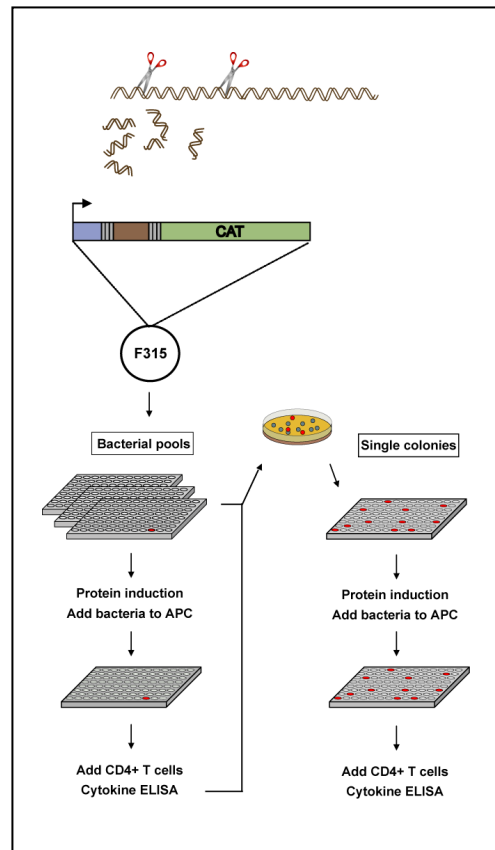 CAT
F315
Bacterial pools
Single colonies
Protein induction
Add bacteria to APC
Protein induction
Add bacteria to APC
Add CD4+ T cells
Cytokine ELISA
Add CD4+ T cells
Cytokine ELISA